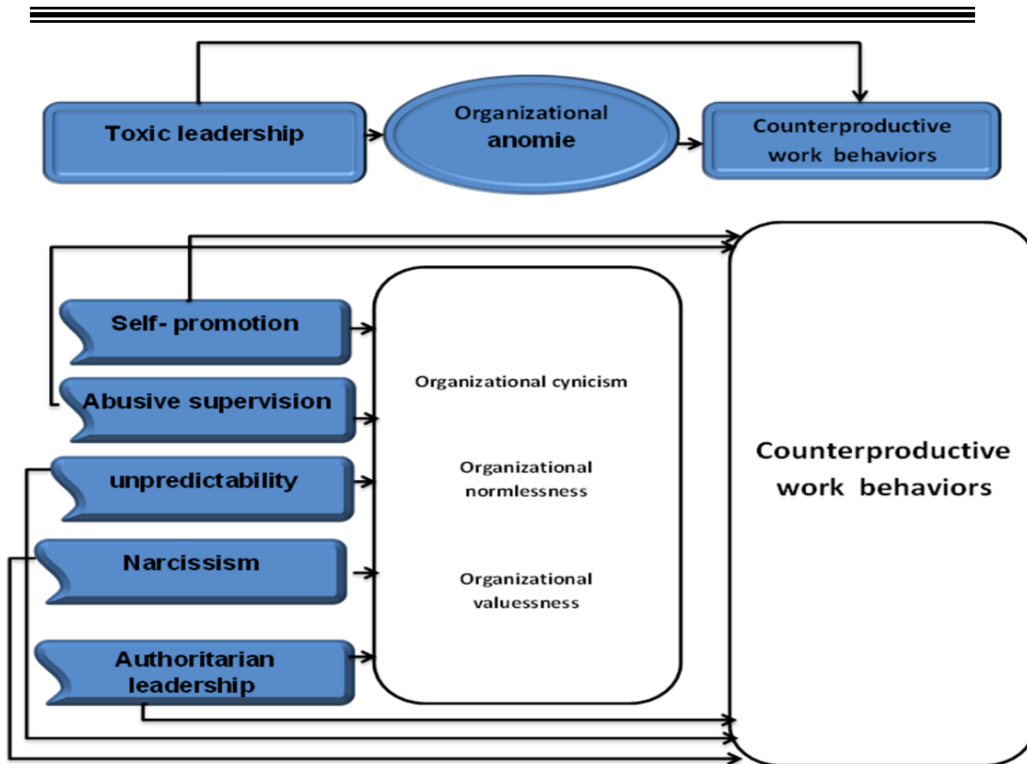 Toxic leadership
Organizational
anomie
Counterproductive
work behaviors
Self- promotion
Abusive supervision
unpredictability
Narcissism
Authoritarian
leadership
Organizational cynicism
Organizational
normlessness
Organizational
valuessness
Counterproductive
work behaviors